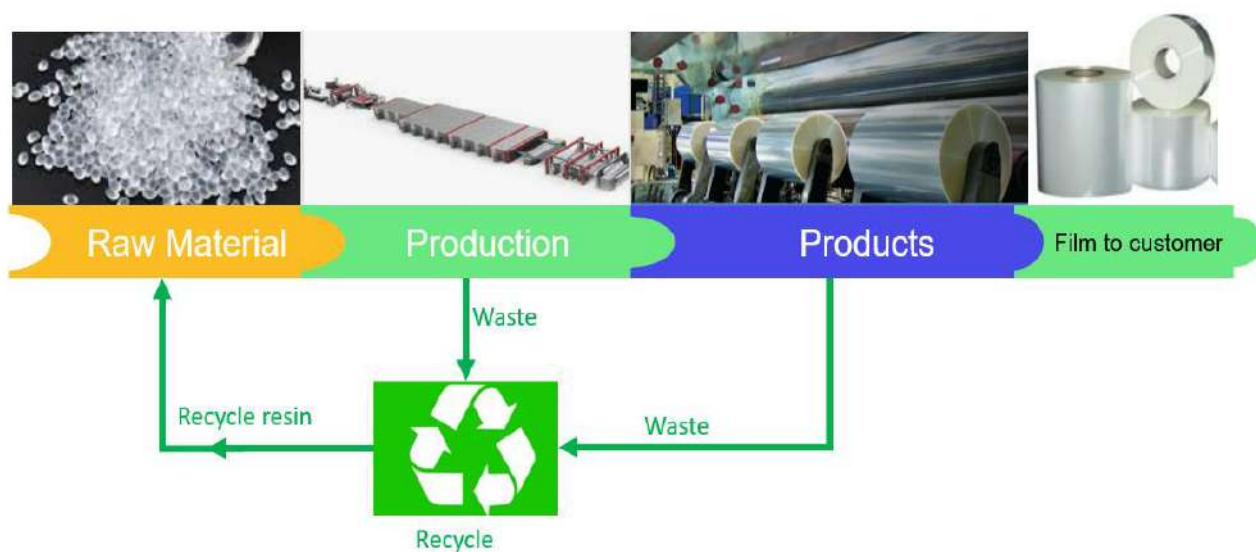 Raw Material
Production
Products
Film to customer
Waste
Recycle resin
Waste
Recycle